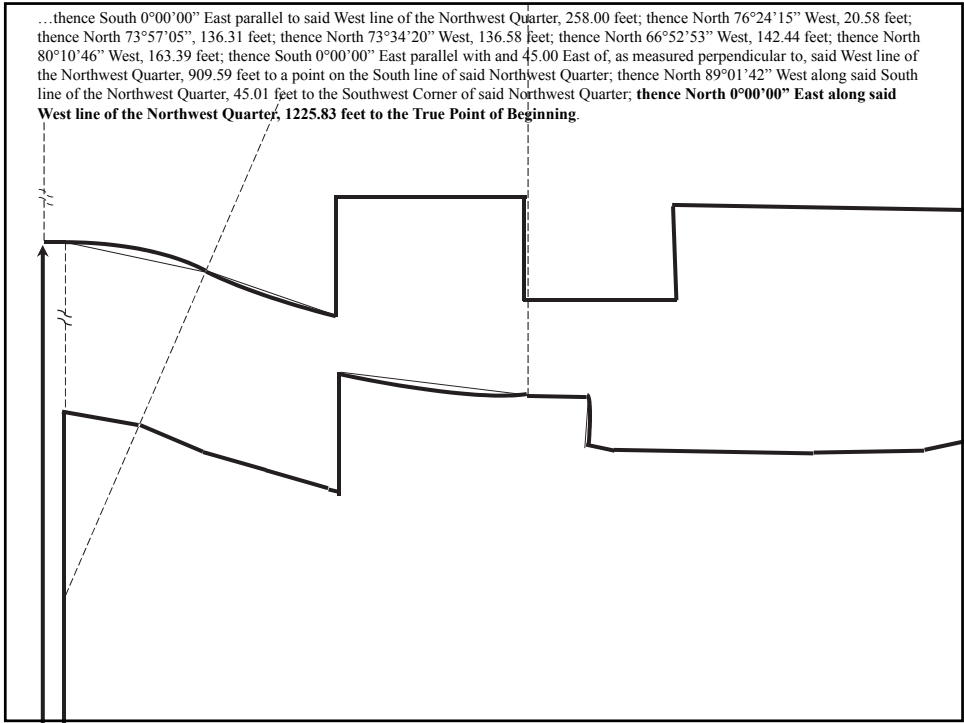 …thence South 0°00’00” East parallel to said West line of the Northwest Quarter, 258.00 feet; thence North 76°24’15” West, 20.58 feet;
thence North 73°57’05”, 136.31 feet; thence North 73°34’20” West, 136.58 feet; thence North 66°52’53” West, 142.44 feet; thence North
80°10’46” West, 163.39 feet; thence South 0°00’00” East parallel with and 45.00 East of, as measured perpendicular to, said West line of
the Northwest Quarter, 909.59 feet to a point on the South line of said Northwest Quarter; thence North 89°01’42” West along said South
line of the Northwest Quarter, 45.01 feet to the Southwest Corner of said Northwest Quarter; thence North 0°00’00” East along said
West line of the Northwest Quarter, 1225.83 feet to the True Point of Beginning.